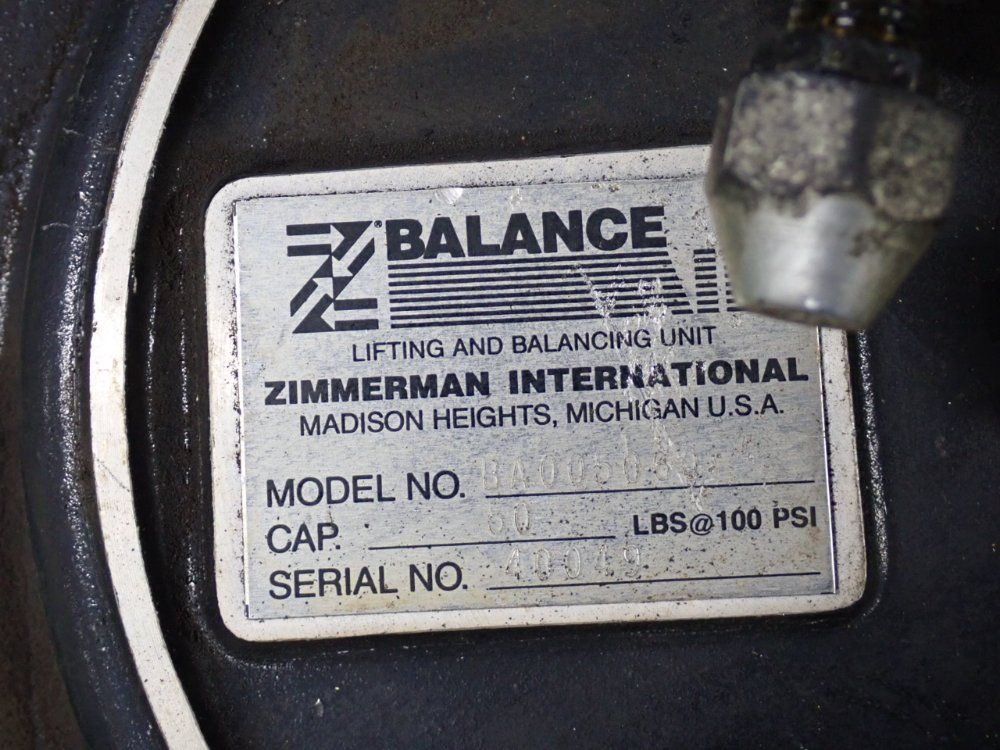 Z BALANCE
LIFTING AND BALANCING UNIT
ZIMMERMAN INTERNATIONAL
MADISON HEIGHTS, MICHIGAN U.S.A.
MODEL NO.
CAP. 50 LBS@100 PSI
SERIAL NO. 40049